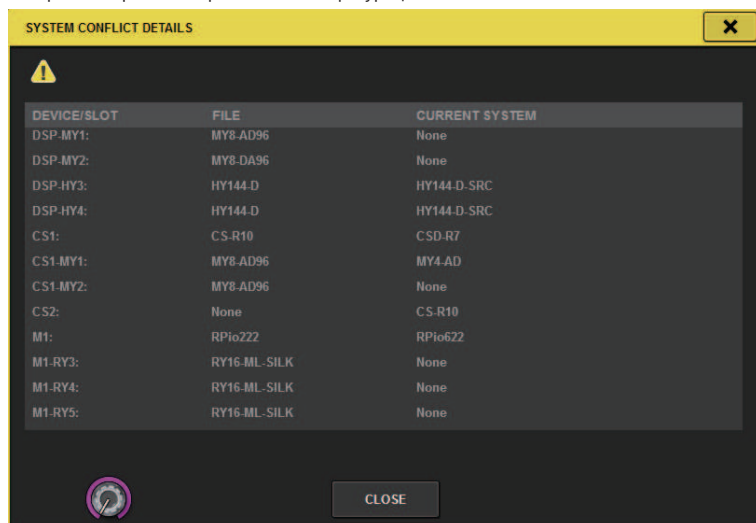 SYSTEM CONFLICT DETAILS
DEVICE/SLOT FILE CURRENT SYSTEM
DSP-MY1: MY8-AD96 None
DSP-MY2: MY8-DA96 None
DSP-HY3: HY144-D HY144-D-SRC
DSP-HY4: HY144-D HY144-D-SRC
CS1: CS-R10 CSD-R7
CS1-MY1: MY8-AD96 MY4-AD
CS1-MY2: MY8-AD96 None
CS2: None CS-R10
M1: RPio222 RPio622
M1-RY3: RY16-ML-SILK None
M1-RY4: RY16-ML-SILK None
M1-RY5: RY16-ML-SILK None
CLOSE